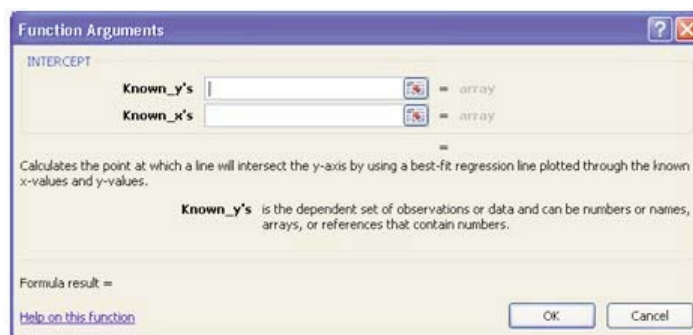 Function Arguments
INTERCEPT
Known_y's = array
Known_x's = array
=
Calculates the point at which a line will intersect the y-axis by using a best-fit regression line plotted through the known
x-values and y-values.
Known_y's is the dependent set of observations or data and can be numbers or names,
arrays, or references that contain numbers.
Formula result =
Help on this function
OK
Cancel